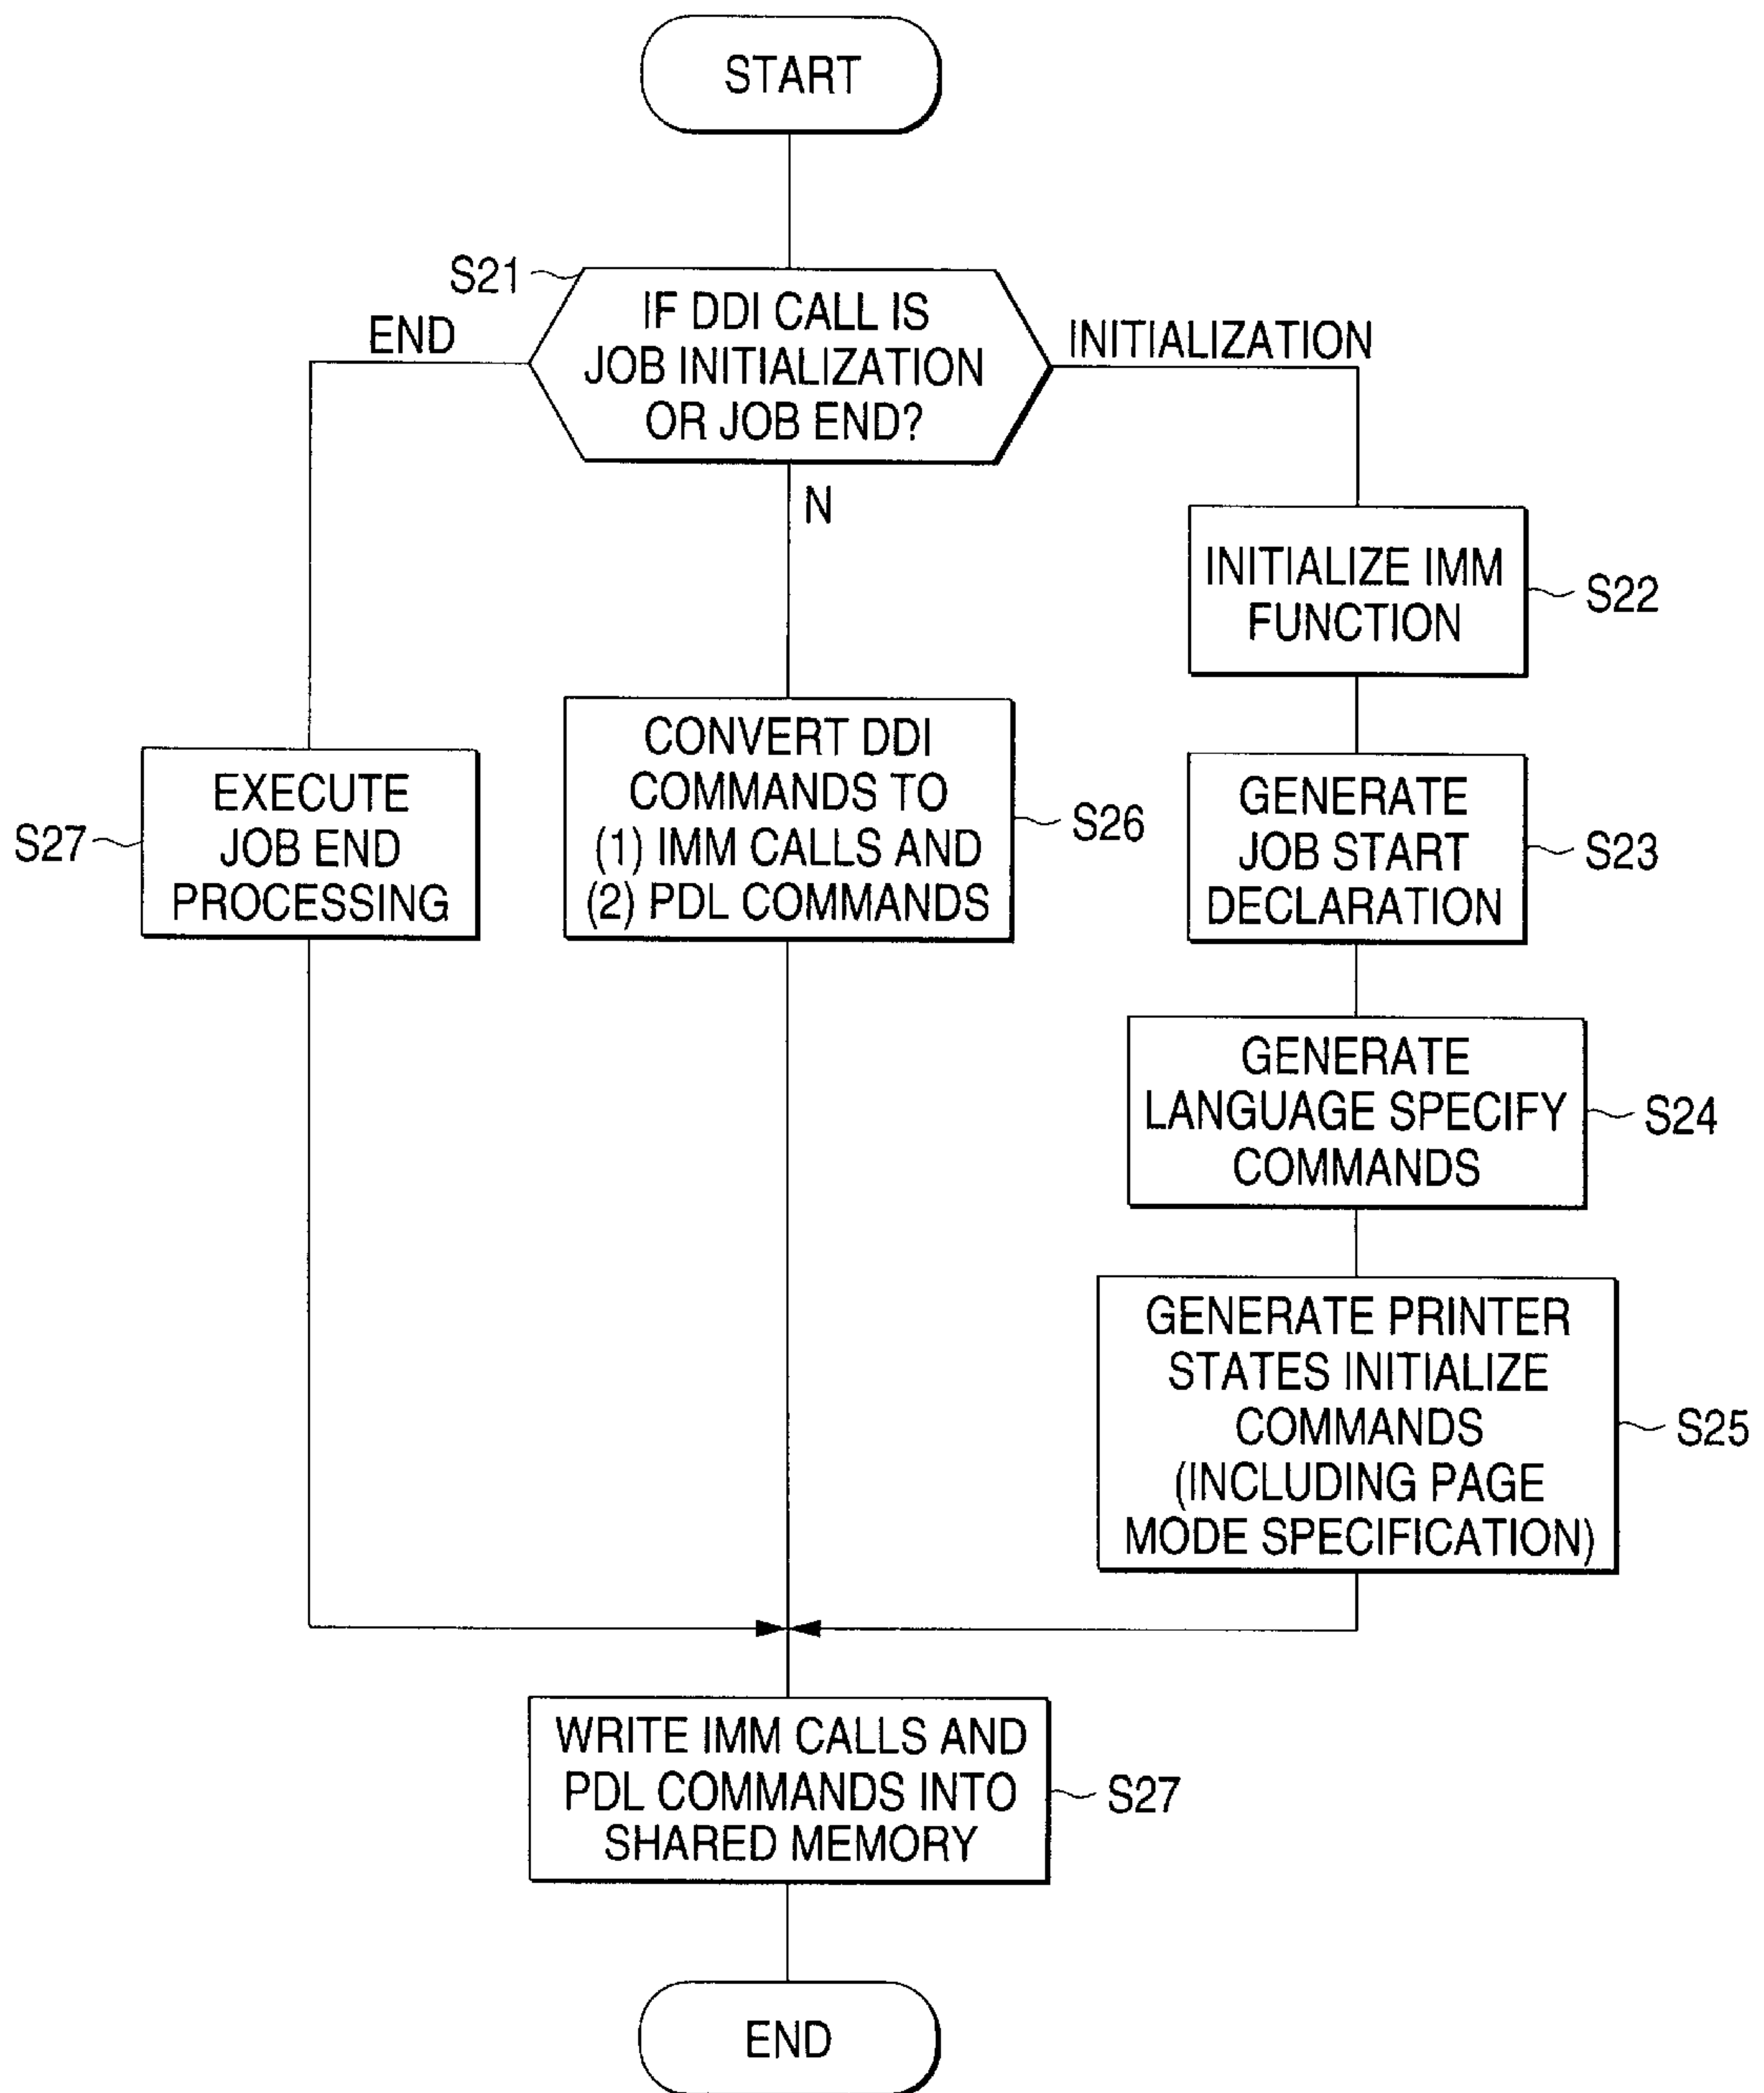 START
S21
IF DDI CALL IS
JOB INITIALIZATION
OR JOB END?
END
INITIALIZATION
N
INITIALIZE IMM
FUNCTION
S22
EXECUTE
JOB END
PROCESSING
S27
CONVERT DDI
COMMANDS TO
(1) IMM CALLS AND
(2) PDL COMMANDS
S26
GENERATE
JOB START
DECLARATION
S23
GENERATE
LANGUAGE SPECIFY
COMMANDS
S24
GENERATE PRINTER
STATES INITIALIZE
COMMANDS
(INCLUDING PAGE
MODE SPECIFICATION)
S25
WRITE IMM CALLS AND
PDL COMMANDS INTO
SHARED MEMORY
S27
END